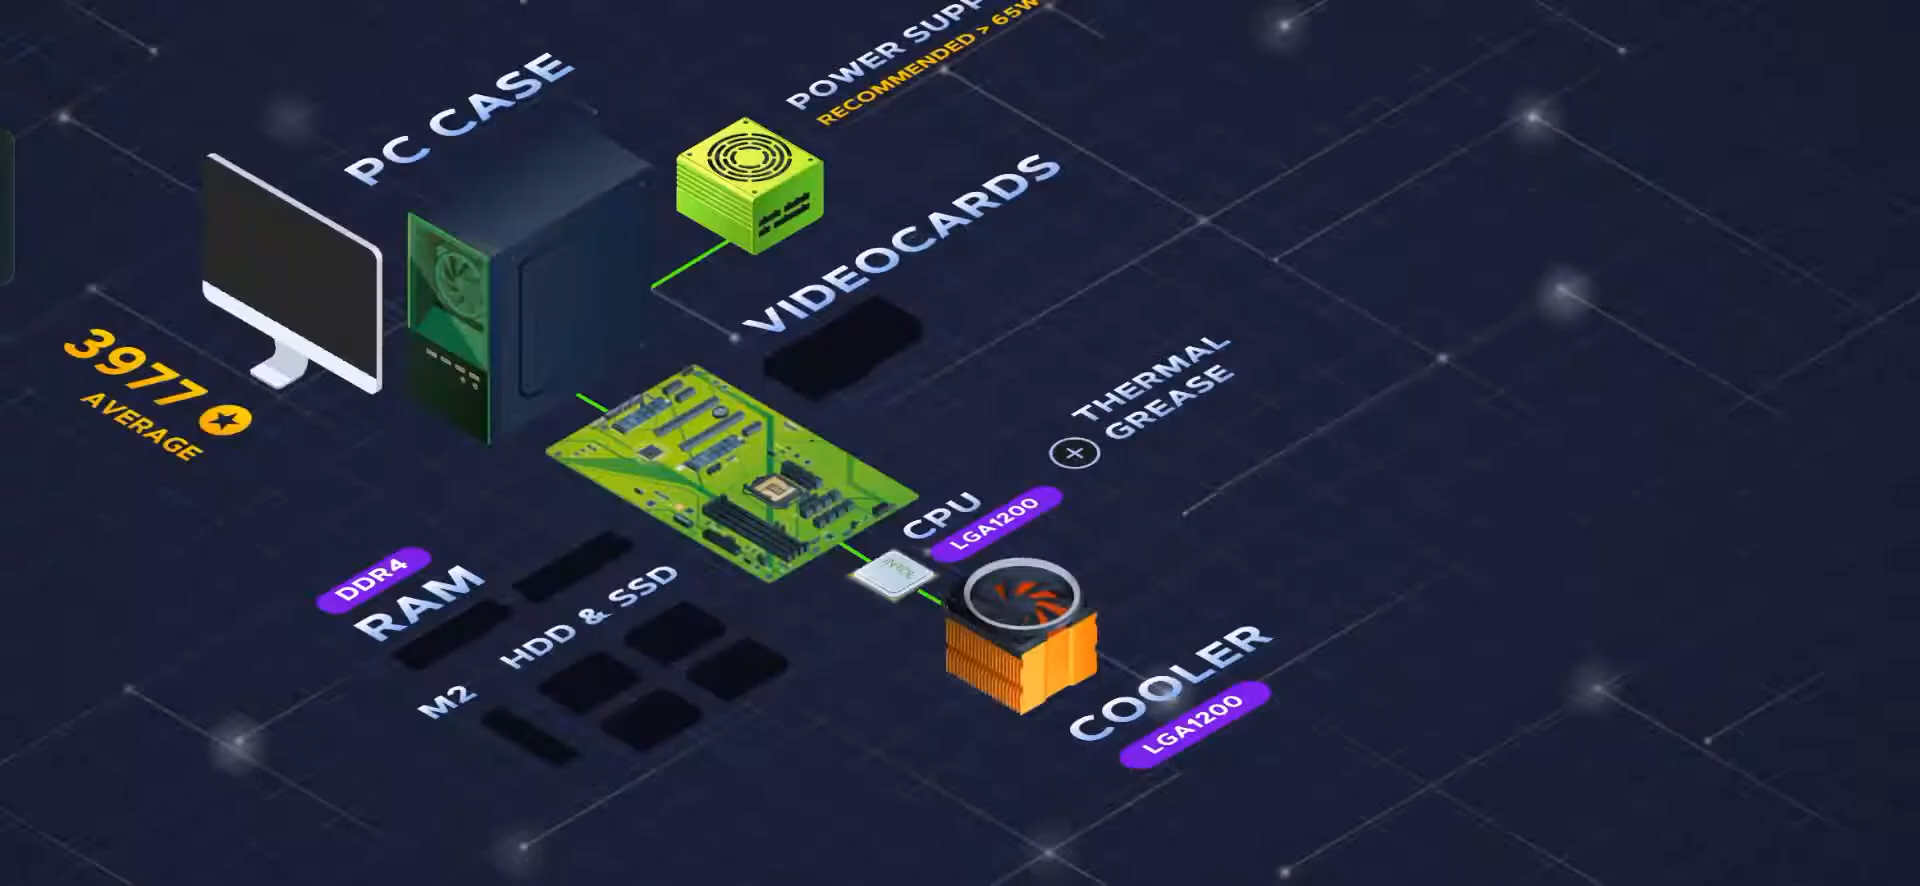 PC CASE
POWER SUPP
RECOMMENDED > 65W
VIDEOCARDS
3977
AVERAGE
THERMAL
GREASE
CPU
LGA1200
DDR4
RAM
HDD & SSD
M2
COOLER
LGA1200